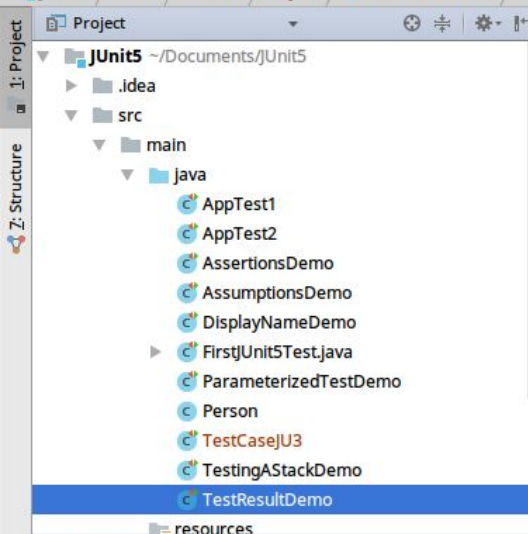 1: Project
Z: Structure
Project
JUnit5 ~/Documents/JUnit5
.idea
src
main
java
AppTest1
AppTest2
AssertionsDemo
AssumptionsDemo
DisplayNameDemo
FirstJUnit5Test.java
ParameterizedTestDemo
Person
TestCaseJU3
TestingAStackDemo
TestResultDemo
resources